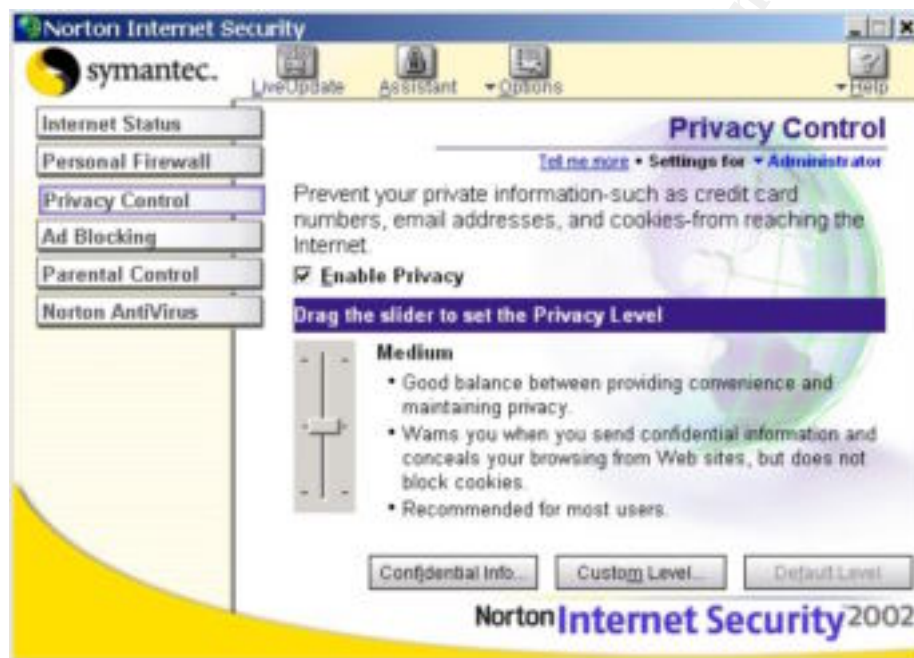 Norton Internet Security
symantec.
LiveUpdate
Assistant
Options
Help
Internet Status
Personal Firewall
Privacy Control
Ad Blocking
Parental Control
Norton AntiVirus
Privacy Control
Tell me more • Settings for Administrator
Prevent your private information-such as credit card
numbers, email addresses, and cookies-from reaching the
Internet.
Enable Privacy
Drag the slider to set the Privacy Level
Medium
• Good balance between providing convenience and
maintaining privacy.
• Warns you when you send confidential information and
conceals your browsing from Web sites, but does not
block cookies.
• Recommended for most users.
Confidential Info...
Custom Level...
Default Level
Norton Internet Security 2002